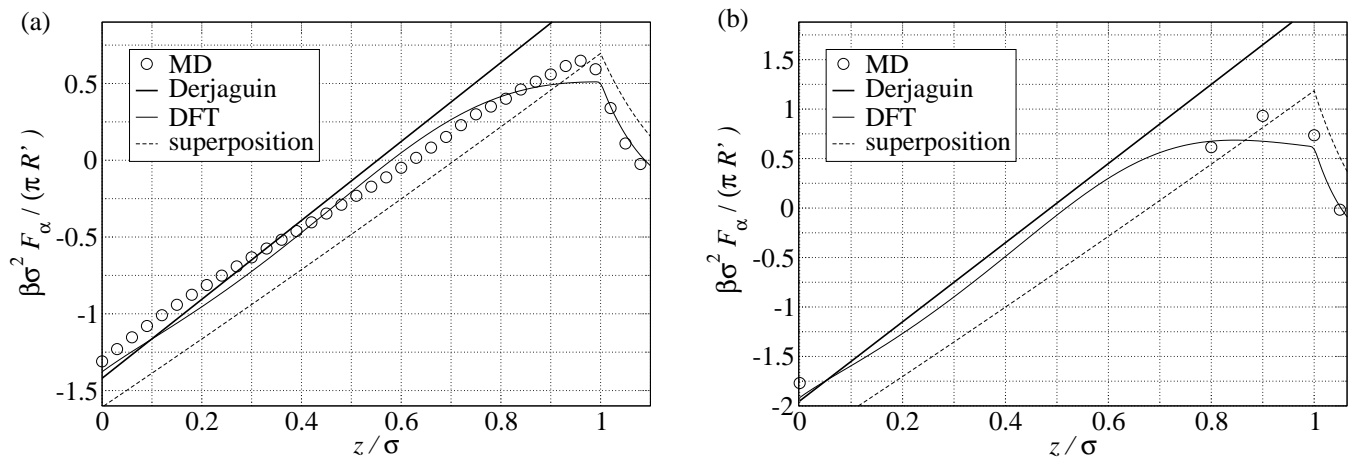 (a)
MD
Derjaguin
DFT
superposition
0.5
0
-0.5
-1
-1.5
βσ² F_α / (π R')
0
0.2
0.4
0.6
0.8
1
z / σ
(b)
MD
Derjaguin
DFT
superposition
1.5
1
0.5
0
-0.5
-1
-1.5
-2
βσ² F_α / (π R')
0
0.2
0.4
0.6
0.8
1
z / σ